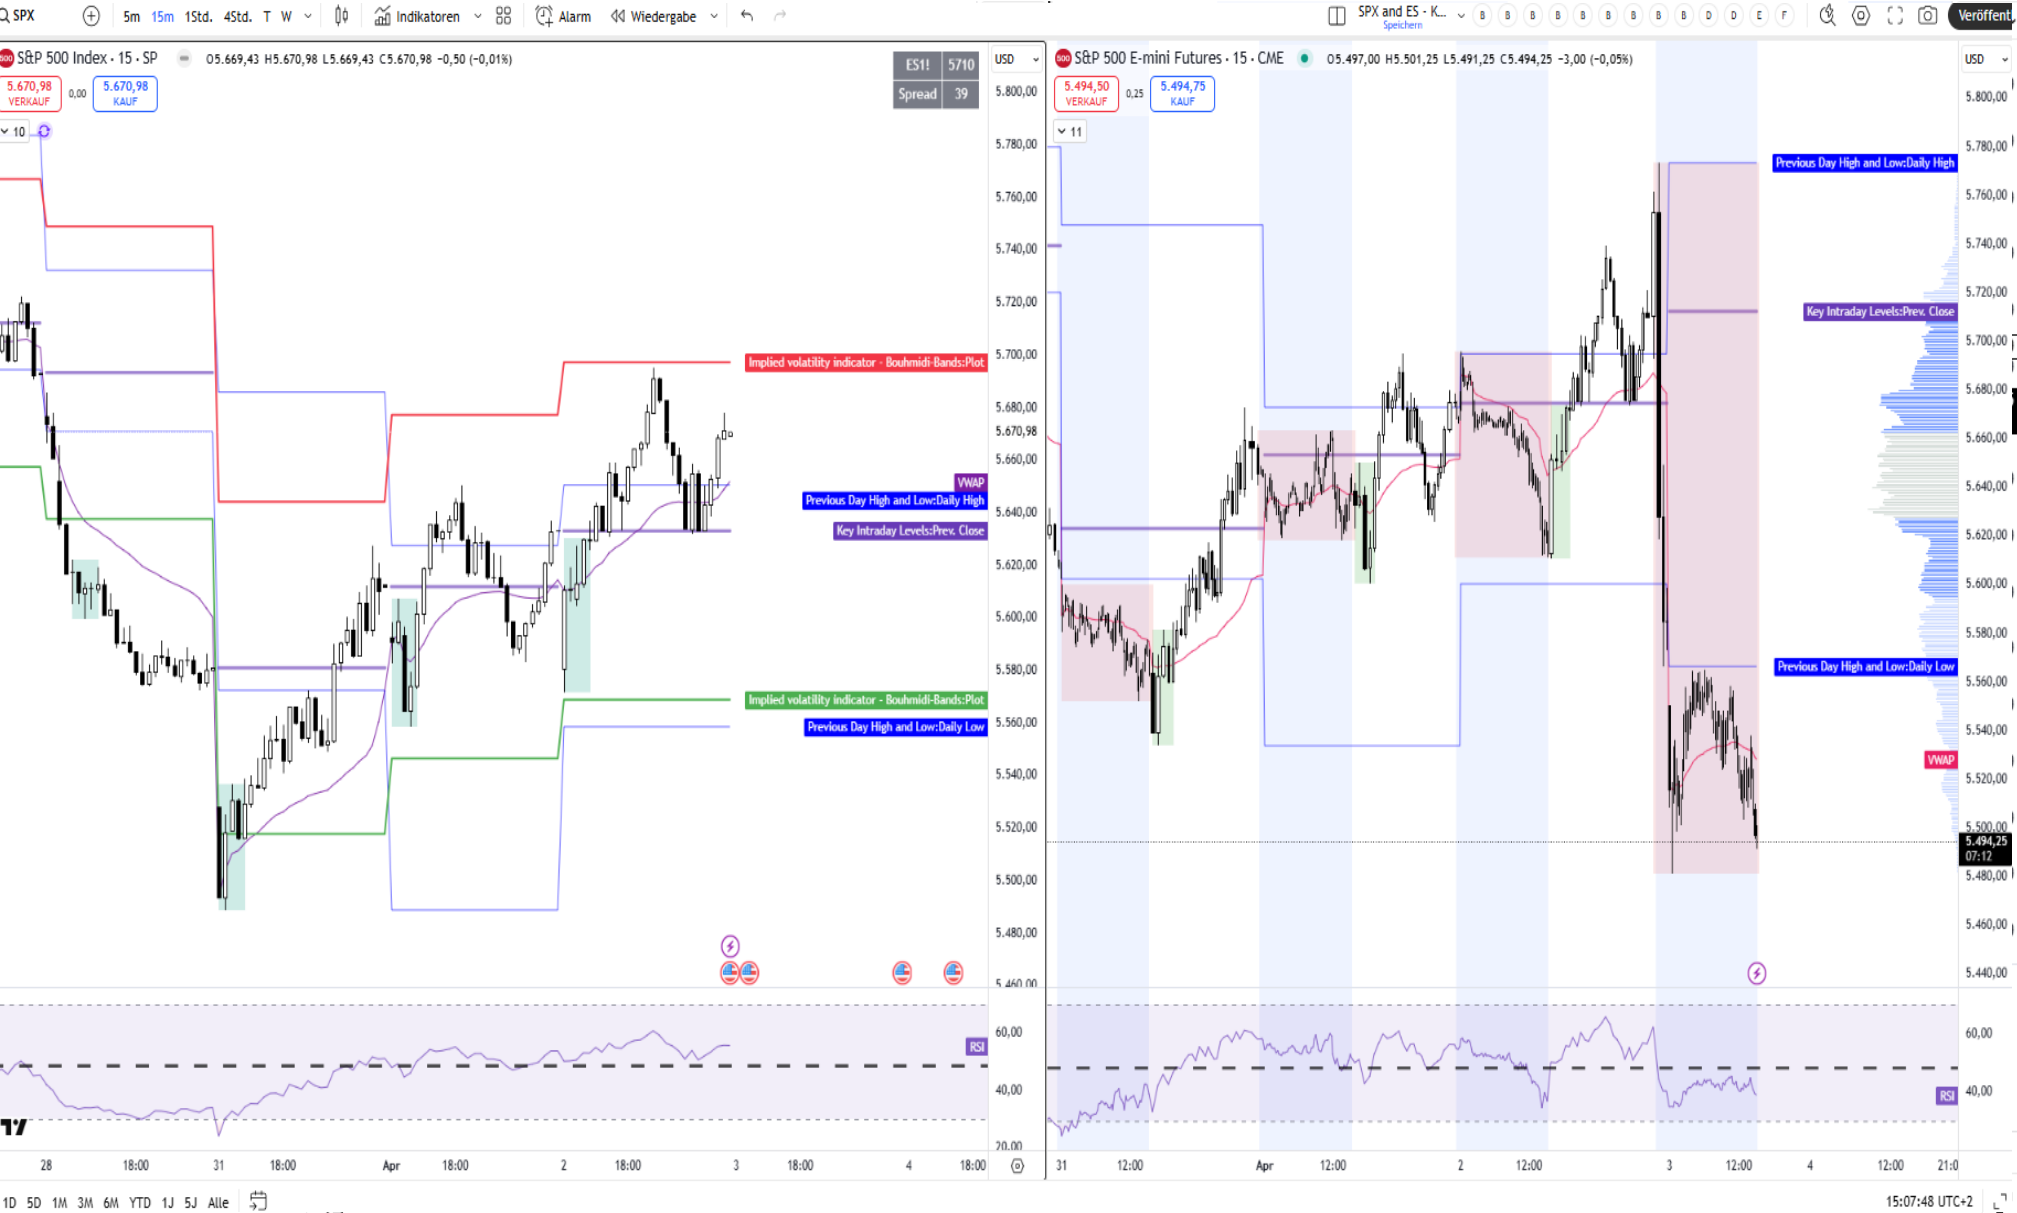 SPX
5m 15m 1Std. 4Std. T W Indikatoren Alarm Wiedergabe
SPX and ES - K...
Speichern
B B B B B B B B B D D E F
Veröffent
S&P 500 Index · 15 · SP
O5.669,43 H5.670,98 L5.669,43 C5.670,98 −0,50 (−0,01%)
5.670,98
VERKAUF
0,00
5.670,98
KAUF
10
ES1! 5710
Spread 39
USD
5.800,00
5.780,00
5.760,00
5.740,00
5.720,00
5.700,00
5.680,00
5.670,98
5.660,00
5.640,00
5.620,00
5.600,00
5.580,00
5.560,00
5.540,00
5.520,00
5.500,00
5.480,00
5.460,00
Implied volatility indicator - Bouhmidi-Bands:Plot
VWAP
Previous Day High and Low:Daily High
Key Intraday Levels:Prev. Close
Implied volatility indicator - Bouhmidi-Bands:Plot
Previous Day High and Low:Daily Low
RSI
60,00
40,00
20,00
28 18:00 31 18:00 Apr 18:00 2 18:00 3 18:00 4 18:00
S&P 500 E-mini Futures · 15 · CME
O5.497,00 H5.501,25 L5.491,25 C5.494,25 −3,00 (−0,05%)
5.494,50
VERKAUF
0,25
5.494,75
KAUF
11
USD
5.800,00
5.780,00
5.760,00
5.740,00
5.720,00
5.700,00
5.680,00
5.660,00
5.640,00
5.620,00
5.600,00
5.580,00
5.560,00
5.540,00
5.520,00
5.500,00
5.494,25
07:12
5.480,00
5.460,00
5.440,00
Previous Day High and Low:Daily High
Key Intraday Levels:Prev. Close
Previous Day High and Low:Daily Low
VWAP
RSI
60,00
40,00
31 12:00 Apr 12:00 2 12:00 3 12:00 4 12:00 21:0
1D 5D 1M 3M 6M YTD 1J 5J Alle
15:07:48 UTC+2